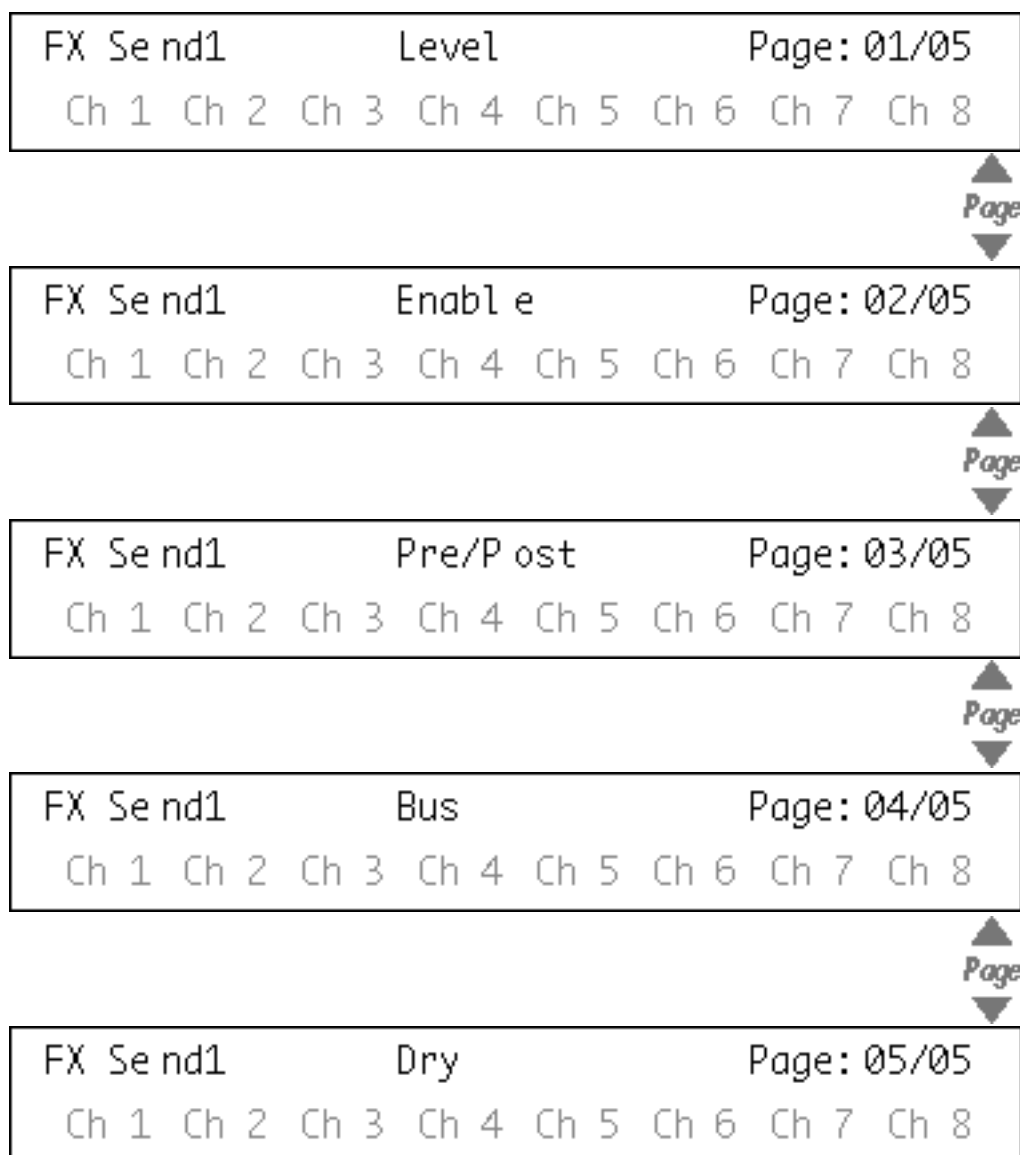 FX Send1 Level Page: 01/05
Ch 1 Ch 2 Ch 3 Ch 4 Ch 5 Ch 6 Ch 7 Ch 8
Page
FX Send1 Enable Page: 02/05
Ch 1 Ch 2 Ch 3 Ch 4 Ch 5 Ch 6 Ch 7 Ch 8
Page
FX Send1 Pre/Post Page: 03/05
Ch 1 Ch 2 Ch 3 Ch 4 Ch 5 Ch 6 Ch 7 Ch 8
Page
FX Send1 Bus Page: 04/05
Ch 1 Ch 2 Ch 3 Ch 4 Ch 5 Ch 6 Ch 7 Ch 8
Page
FX Send1 Dry Page: 05/05
Ch 1 Ch 2 Ch 3 Ch 4 Ch 5 Ch 6 Ch 7 Ch 8